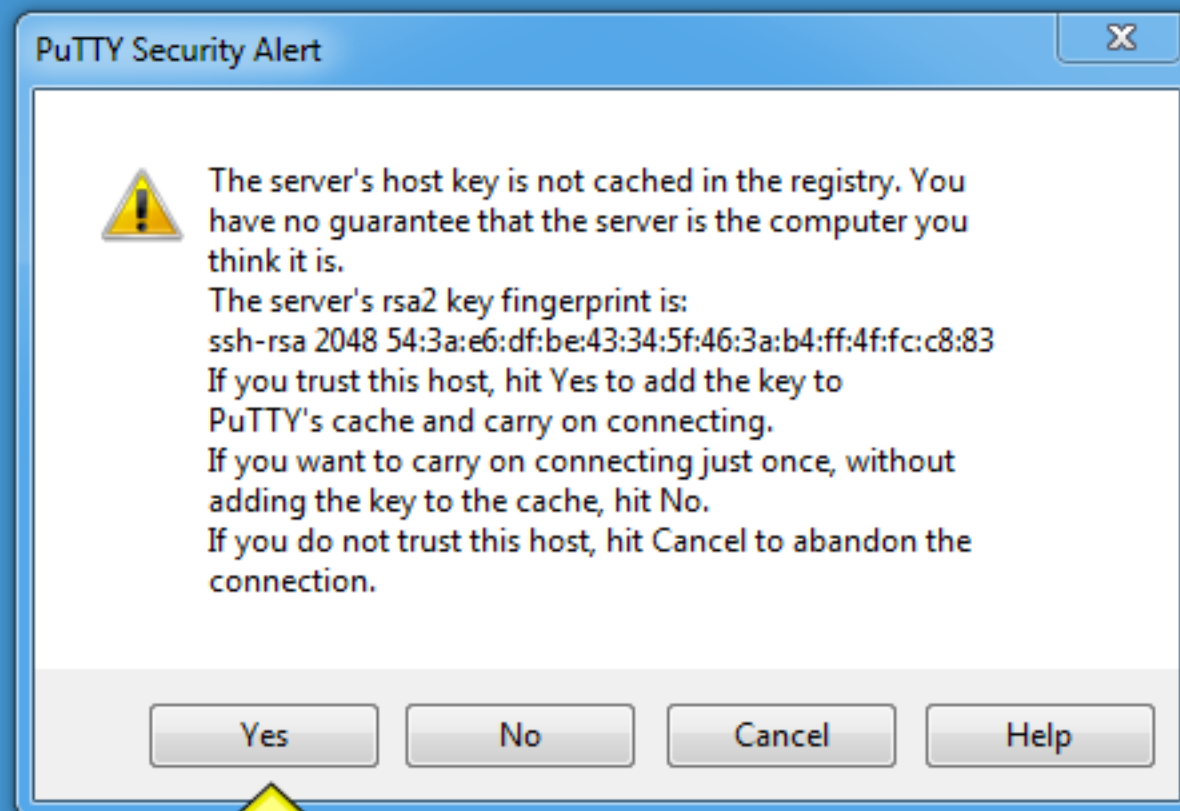 PuTTY Security Alert
The server's host key is not cached in the registry. You
have no guarantee that the server is the computer you
think it is.
The server's rsa2 key fingerprint is:
ssh-rsa 2048 54:3a:e6:df:be:43:34:5f:46:3a:b4:ff:4f:fc:c8:83
If you trust this host, hit Yes to add the key to
PuTTY's cache and carry on connecting.
If you want to carry on connecting just once, without
adding the key to the cache, hit No.
If you do not trust this host, hit Cancel to abandon the
connection.
Yes No Cancel Help